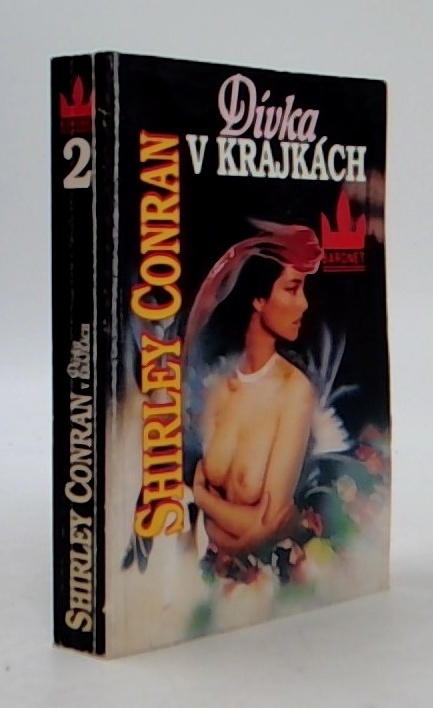 Dívka
V KRAJKÁCH
BARONET
SHIRLEY CONRAN
2
SHIRLEY CONRAN